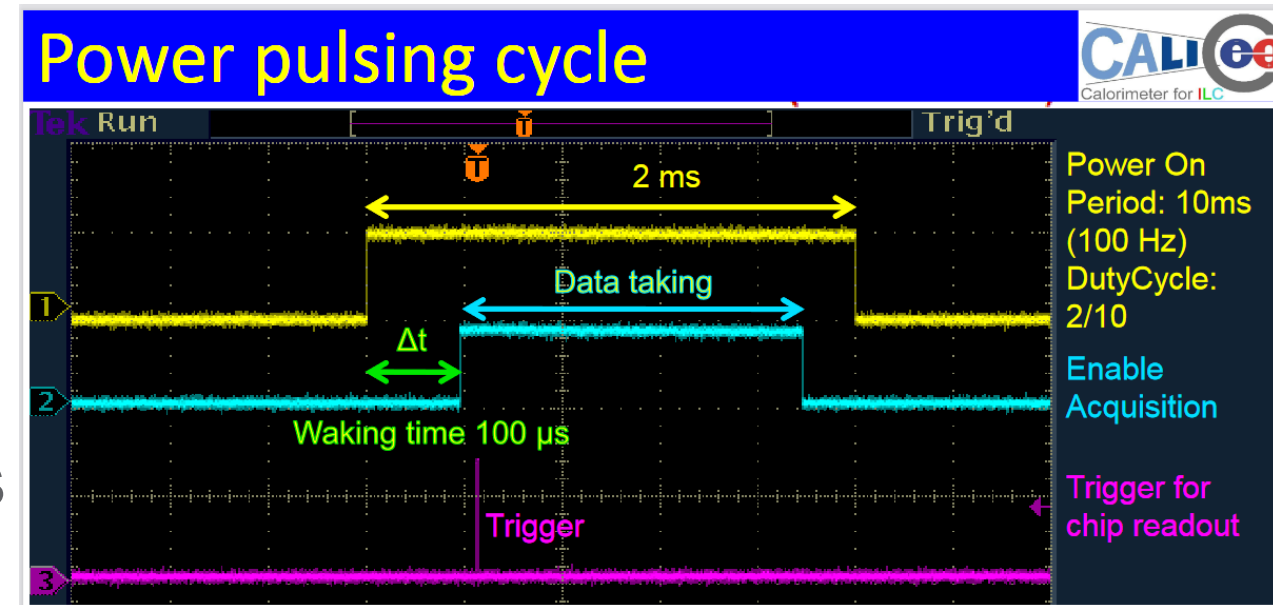 Power pulsing cycle
CALI
Calorimeter for ILC
Tek Run
T
Trig'd
T
2 ms
Power On
Period: 10ms
(100 Hz)
DutyCycle:
2/10
Data taking
1
Δt
Enable
Acquisition
2
Waking time 100 µs
s
Trigger for
chip readout
Trigger
3